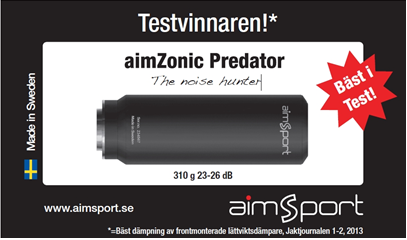 Testvinnaren!*
aimZonic Predator
The noise hunter
Bäst i
Test!
Made in Sweden
aimSport
310 g 23-26 dB
www.aimsport.se
aimSport
*=Bäst dämpning av frontmonterade lättviktsdämpare, Jaktjournalen 1-2, 2013